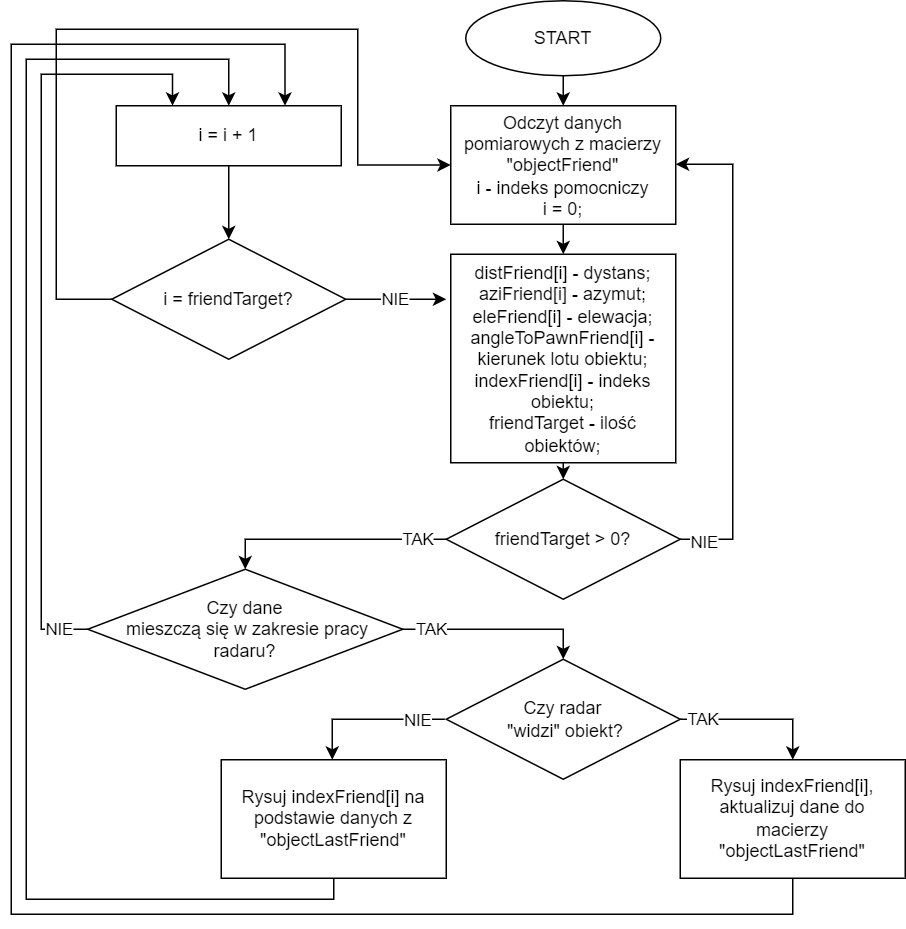 START
Odczyt danych
pomiarowych z macierzy
"objectFriend"
i - indeks pomocniczy
i = 0;
i = i + 1
i = friendTarget?
NIE
distFriend[i] - dystans;
aziFriend[i] - azymut;
eleFriend[i] - elewacja;
angleToPawnFriend[i] -
kierunek lotu obiektu;
indexFriend[i] - indeks
obiektu;
friendTarget - ilość
obiektów;
TAK
friendTarget > 0?
NIE
Czy dane
mieszczą się w zakresie pracy
radaru?
NIE
TAK
Czy radar
"widzi" obiekt?
NIE
TAK
Rysuj indexFriend[i] na
podstawie danych z
"objectLastFriend"
Rysuj indexFriend[i],
aktualizuj dane do
macierzy
"objectLastFriend"